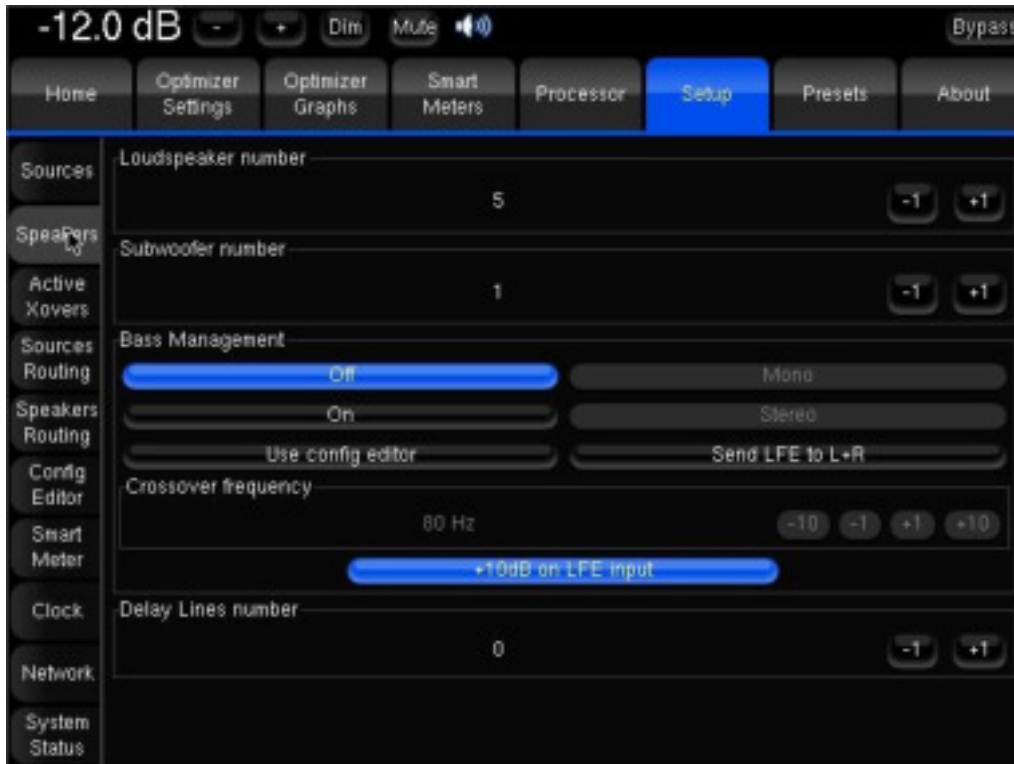 -12.0 dB - + Dim Mute Bypass
Home Optimizer Settings Optimizer Graphs Smart Meters Processor Setup Presets About
Sources
Speakers
Active
Xovers
Sources
Routing
Speakers
Routing
Config
Editor
Smart
Meter
Clock
Network
System
Status
Loudspeaker number
5 -1 +1
Subwoofer number
1 -1 +1
Bass Management
Off Mono
On Stereo
Use config editor Send LFE to L+R
Crossover frequency
80 Hz -10 -1 +1 +10
+10dB on LFE input
Delay Lines number
0 -1 +1